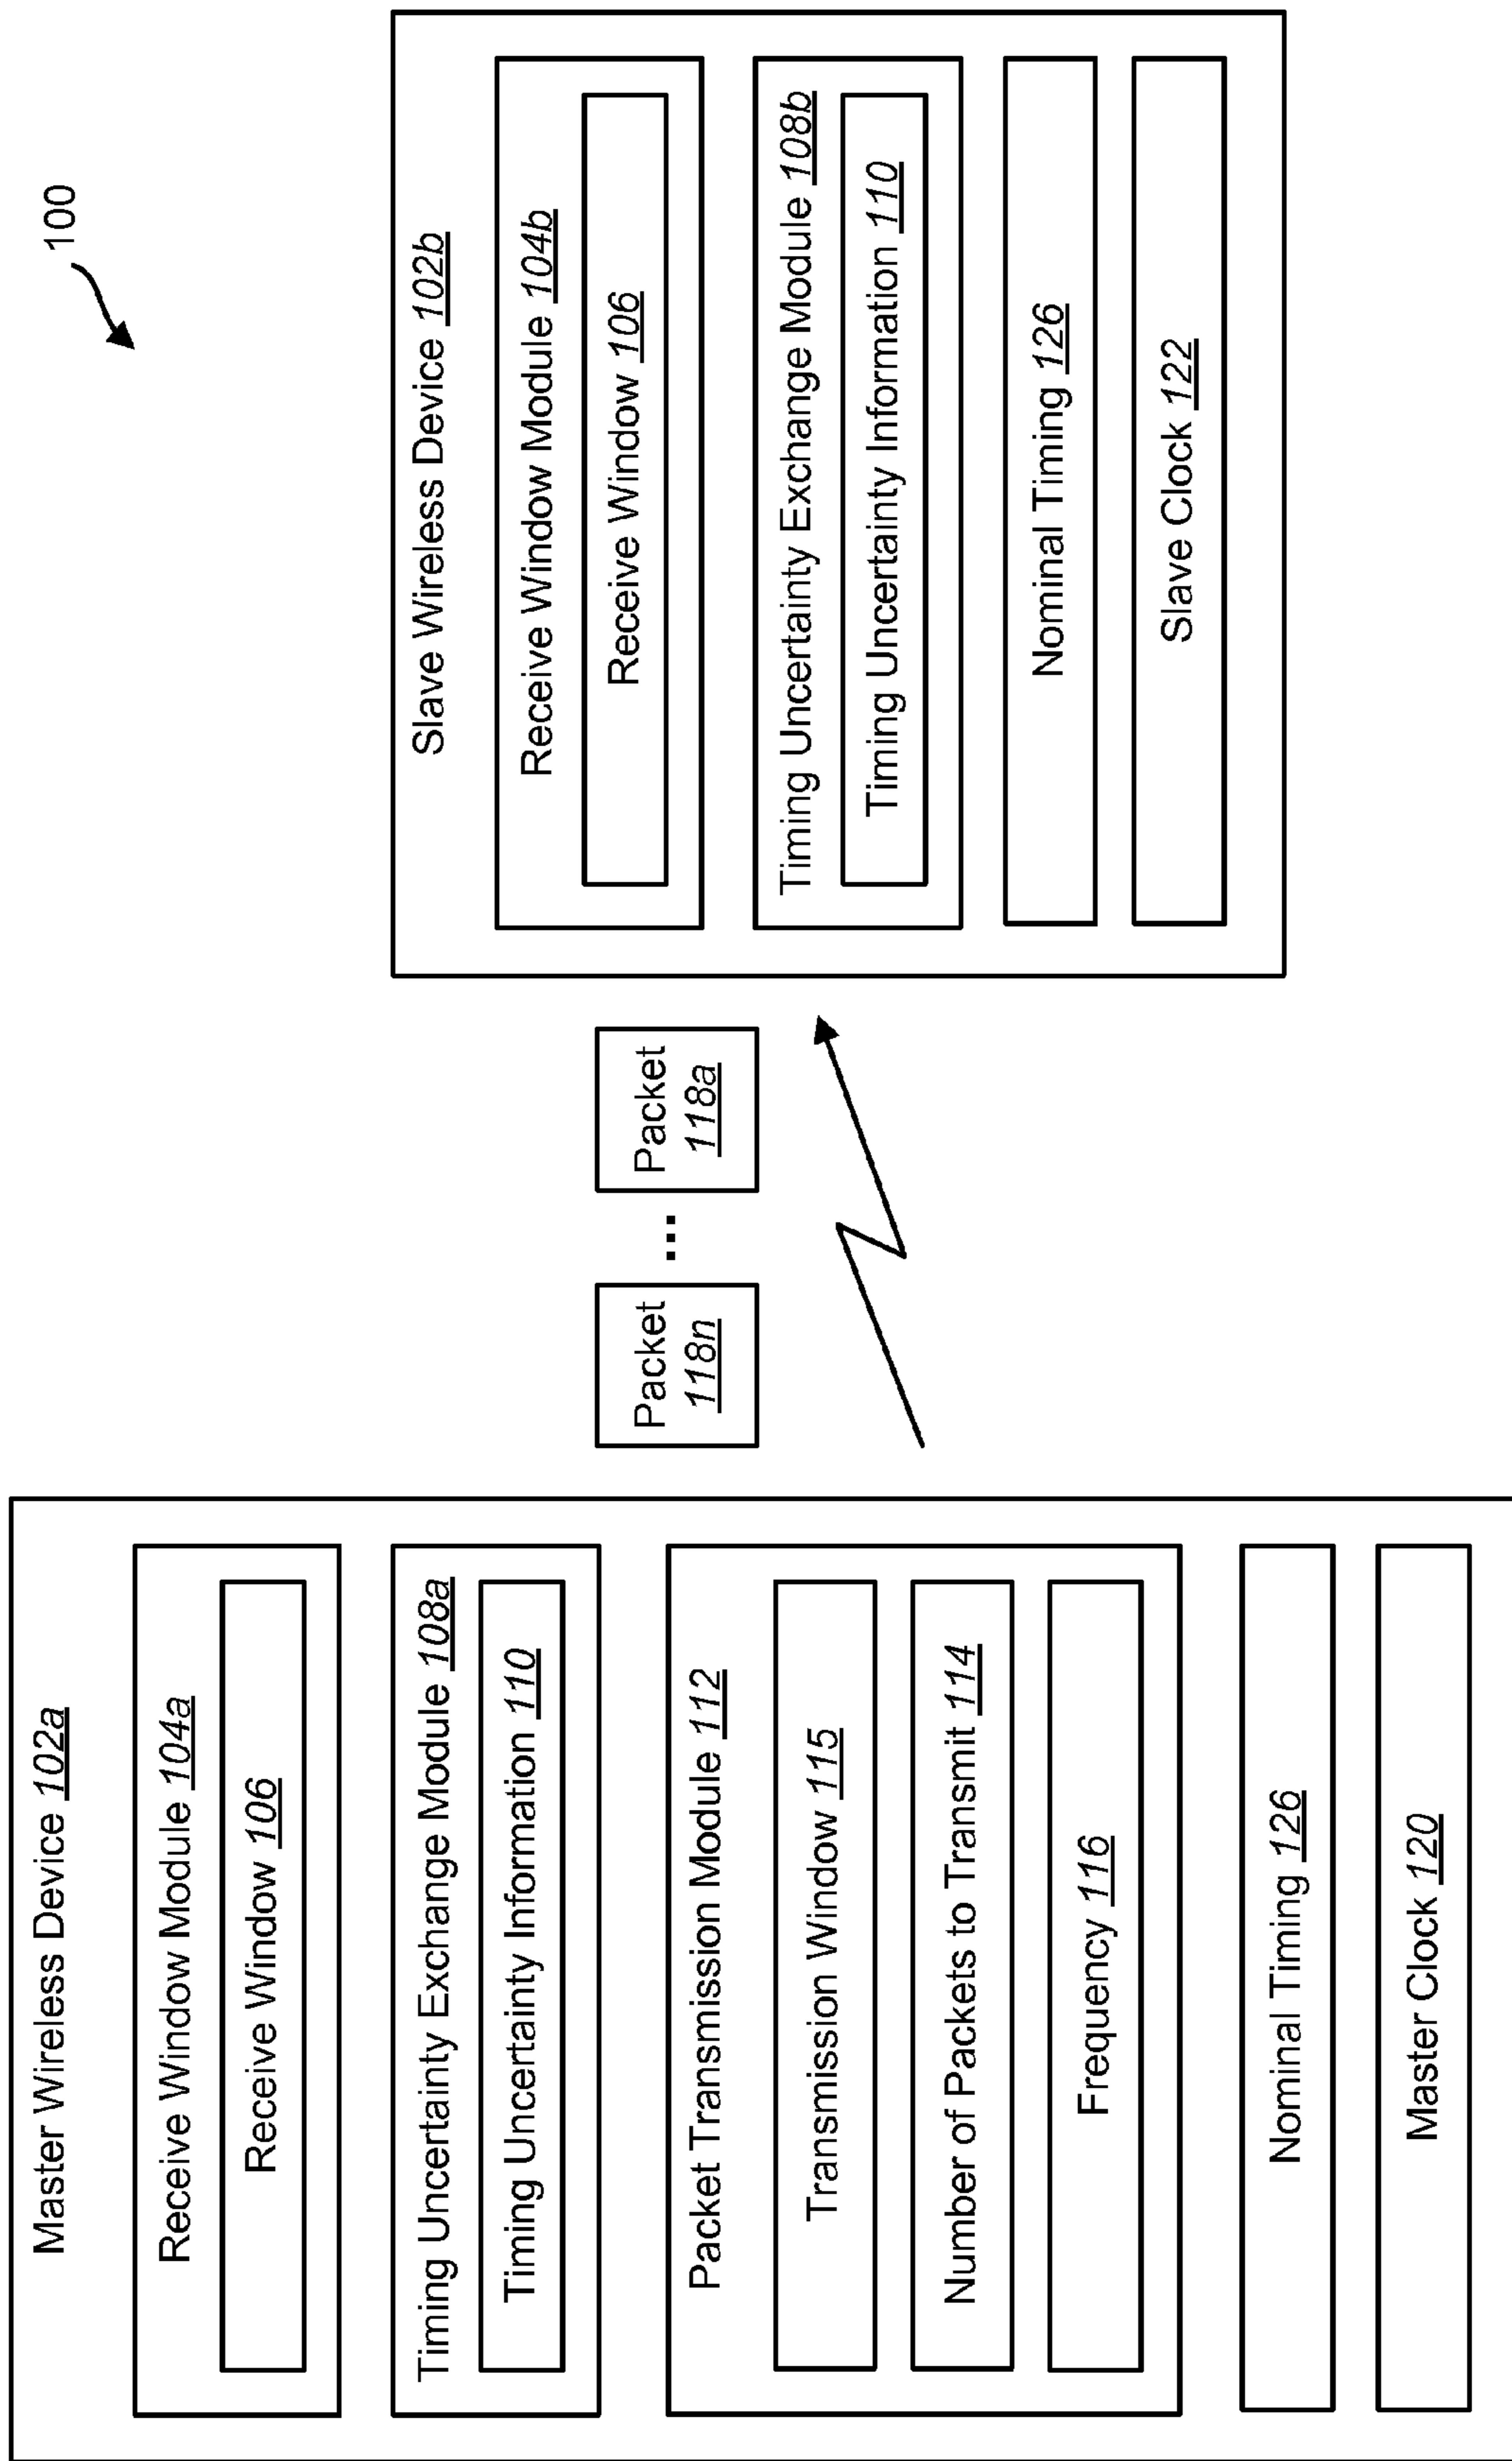 100
Master Wireless Device 102a
Receive Window Module 104a
Receive Window 106
Timing Uncertainty Exchange Module 108a
Timing Uncertainty Information 110
Packet Transmission Module 112
Transmission Window 115
Number of Packets to Transmit 114
Frequency 116
Nominal Timing 126
Master Clock 120
Packet
118n
...
Packet
118a
Slave Wireless Device 102b
Receive Window Module 104b
Receive Window 106
Timing Uncertainty Exchange Module 108b
Timing Uncertainty Information 110
Nominal Timing 126
Slave Clock 122